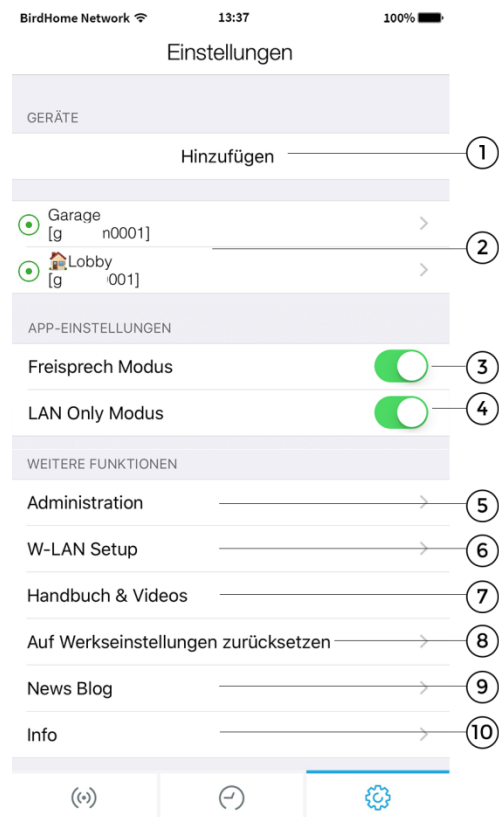 BirdHome Network 13:37 100%
Einstellungen
GERÄTE
Hinzufügen 1
Garage
[g n0001]
2
Lobby
[g 001]
APP-EINSTELLUNGEN
Freisprech Modus 3
LAN Only Modus 4
WEITERE FUNKTIONEN
Administration 5
W-LAN Setup 6
Handbuch & Videos 7
Auf Werkseinstellungen zurücksetzen 8
News Blog 9
Info 10